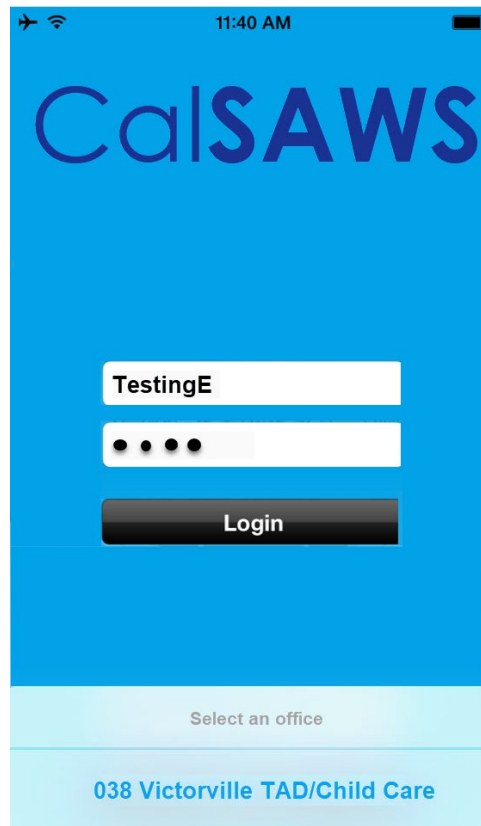 11:40 AM
CalSAWS
TestingE
Login
Select an office
038 Victorville TAD/Child Care